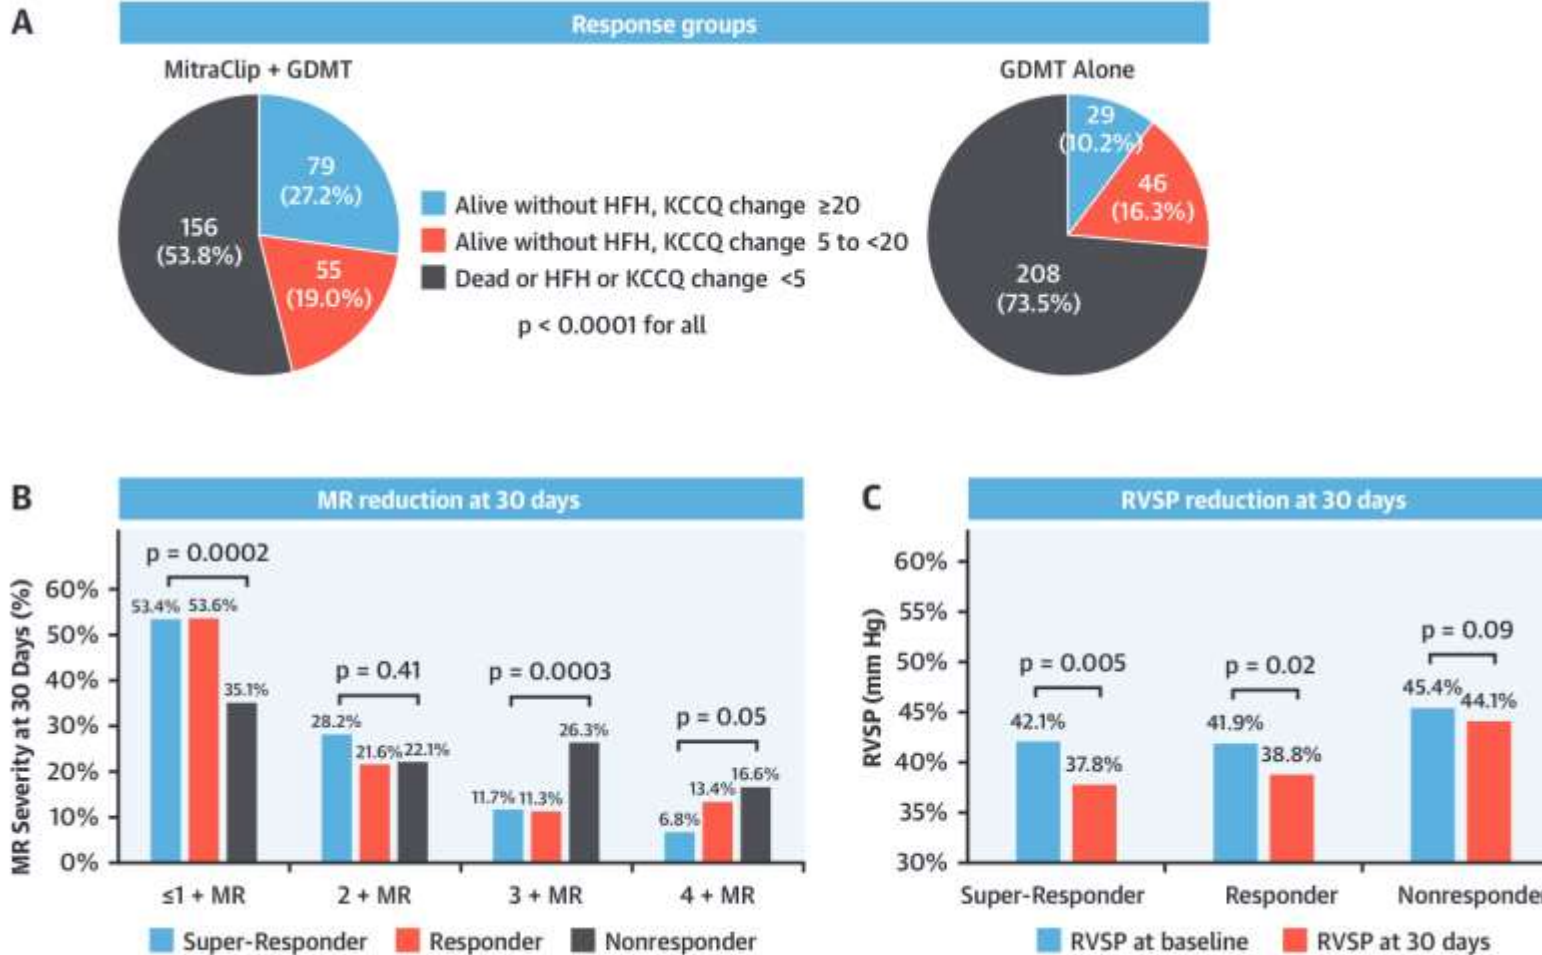 A
Response groups
MitraClip + GDMT
GDMT Alone
79
(27.2%)
55
(19.0%)
156
(53.8%)
Alive without HFH, KCCQ change ≥20
Alive without HFH, KCCQ change 5 to <20
Dead or HFH or KCCQ change <5
p < 0.0001 for all
29
(10.2%)
46
(16.3%)
208
(73.5%)
B
MR reduction at 30 days
MR Severity at 30 Days (%)
60%
50%
40%
30%
20%
10%
0%
p = 0.0002
53.4% 53.6%
35.1%
p = 0.41
28.2%
21.6% 22.1%
p = 0.0003
11.7% 11.3%
26.3%
p = 0.05
6.8%
13.4%
16.6%
≤1 + MR
2 + MR
3 + MR
4 + MR
Super-Responder
Responder
Nonresponder
C
RVSP reduction at 30 days
RVSP (mm Hg)
60%
55%
50%
45%
40%
35%
30%
p = 0.005
42.1%
37.8%
p = 0.02
41.9%
38.8%
p = 0.09
45.4%
44.1%
Super-Responder
Responder
Nonresponder
RVSP at baseline
RVSP at 30 days